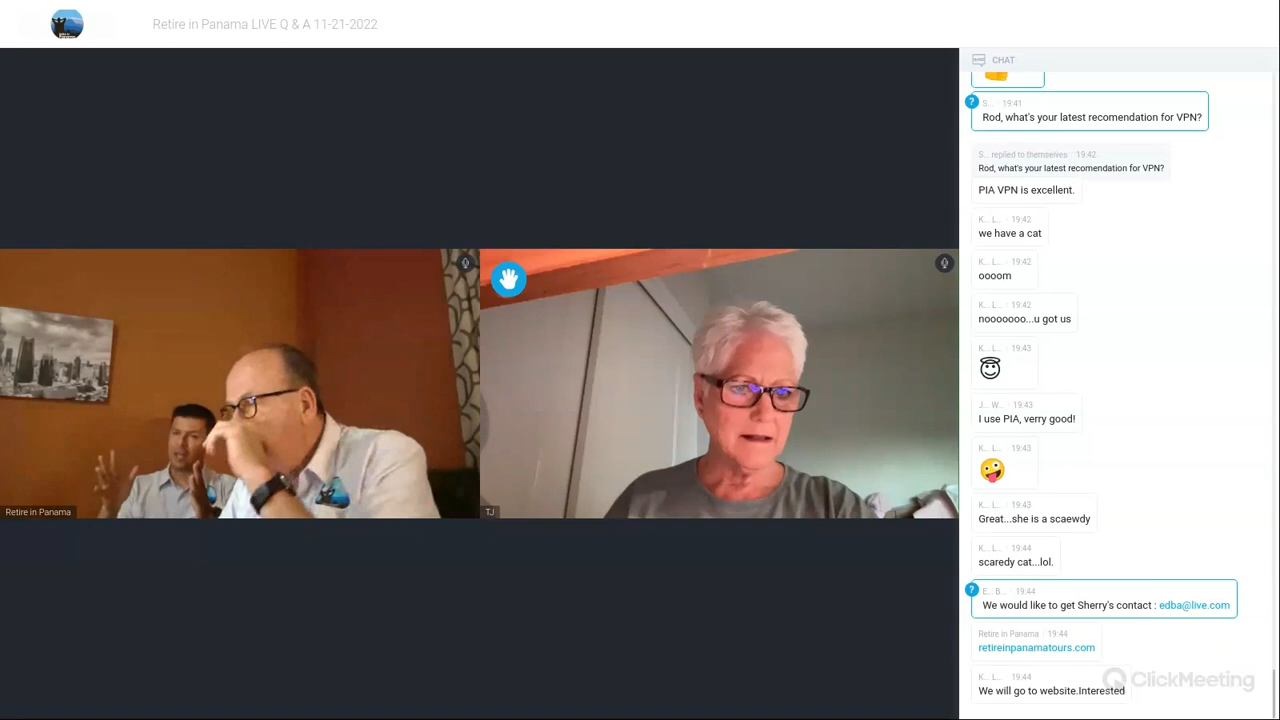 Retire in Panama LIVE Q & A 11-21-2022
CHAT
S... 19:41
Rod, what's your latest recomendation for VPN?
S... replied to themselves 19:42
Rod, what's your latest recomendation for VPN?
PIA VPN is excellent.
K... L... 19:42
we have a cat
K... L... 19:42
oooom
K... L... 19:42
nooooooo...u got us
K... L... 19:43
J... W... 19:43
I use PIA, verry good!
K... L... 19:43
K... L... 19:43
Great...she is a scaewdy
K... L... 19:44
scaredy cat...lol.
E... B... 19:44
We would like to get Sherry's contact : edba@live.com
Retire in Panama 19:44
retireinpanamatours.com
K... L... 19:44
We will go to website.Interested
ClickMeeting
Retire in Panama
TJ